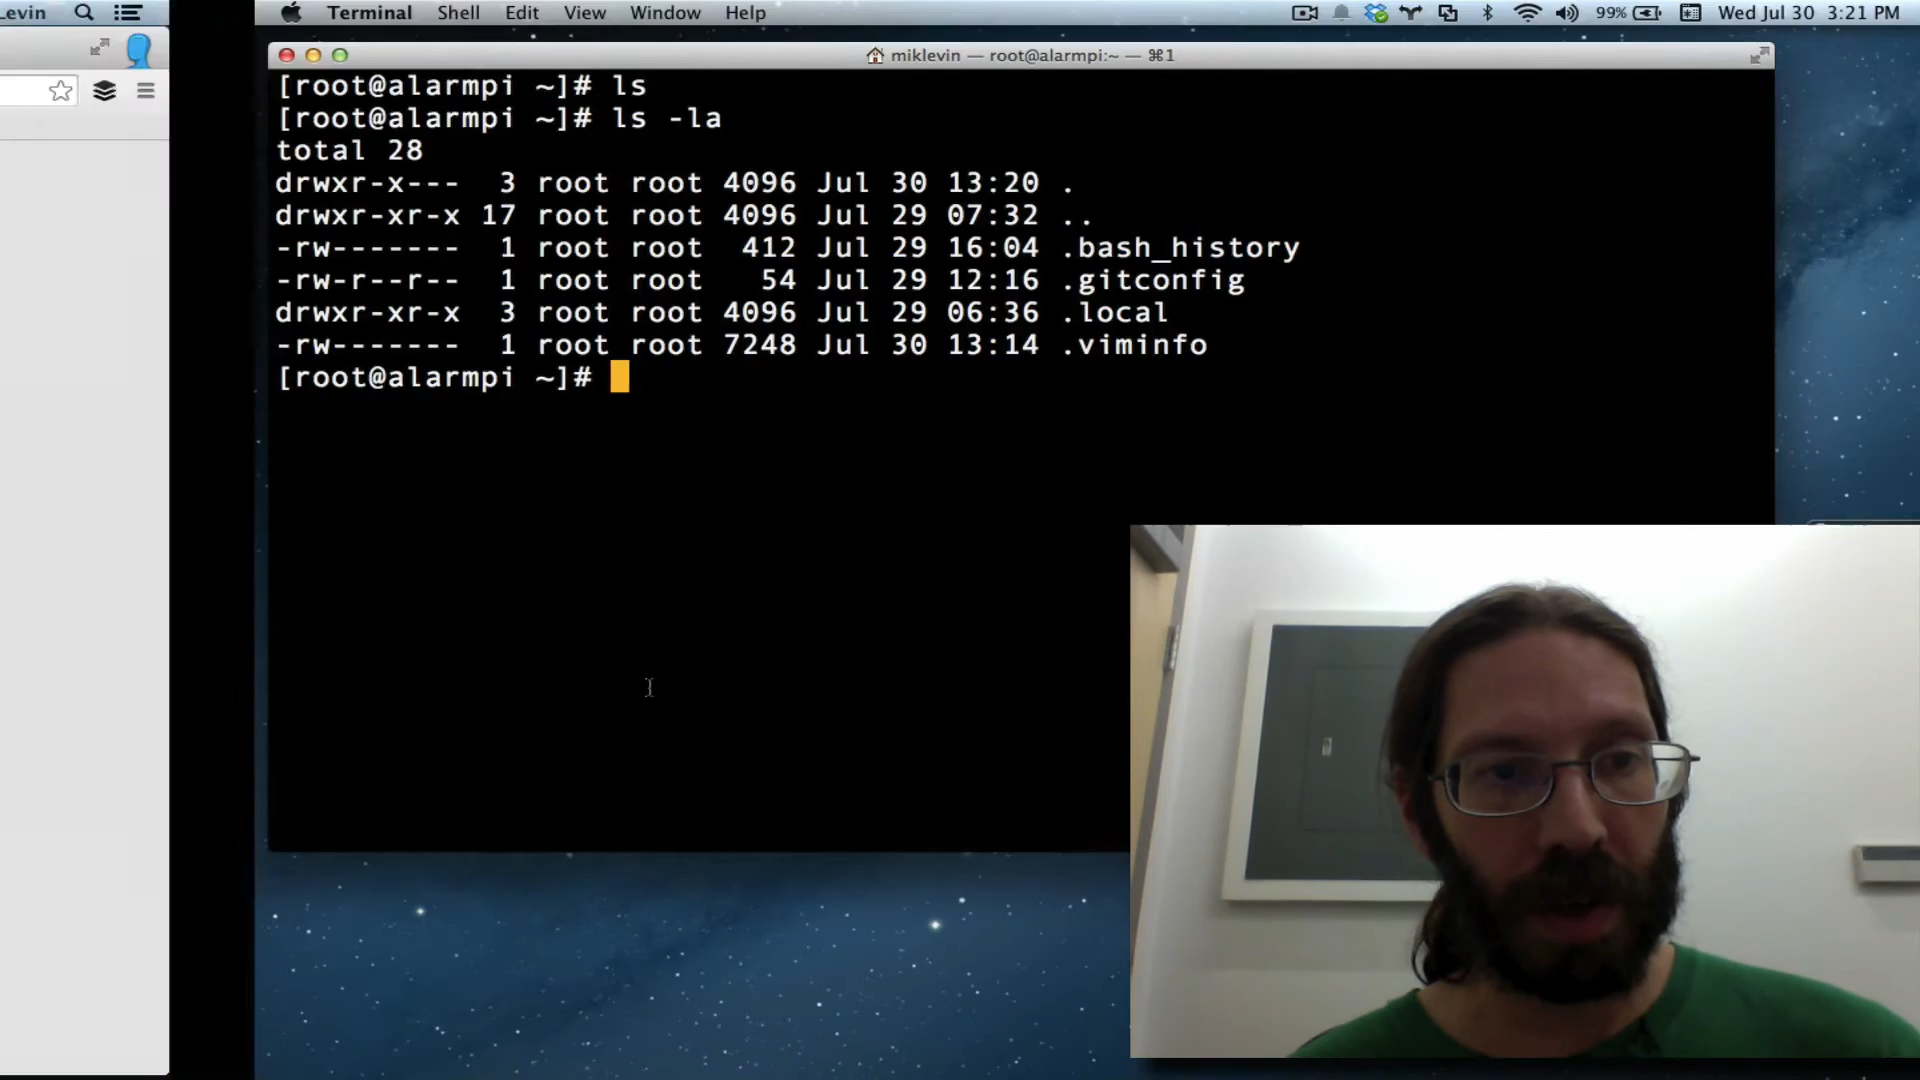 Levin
Terminal Shell Edit View Window Help 99% Wed Jul 30 3:21 PM
miklevin — root@alarmpi:~ — ⌘1
[root@alarmpi ~]# ls
[root@alarmpi ~]# ls -la
total 28
drwxr-x--- 3 root root 4096 Jul 30 13:20 .
drwxr-xr-x 17 root root 4096 Jul 29 07:32 ..
-rw------- 1 root root 412 Jul 29 16:04 .bash_history
-rw-r--r-- 1 root root 54 Jul 29 12:16 .gitconfig
drwxr-xr-x 3 root root 4096 Jul 29 06:36 .local
-rw------- 1 root root 7248 Jul 30 13:14 .viminfo
[root@alarmpi ~]#